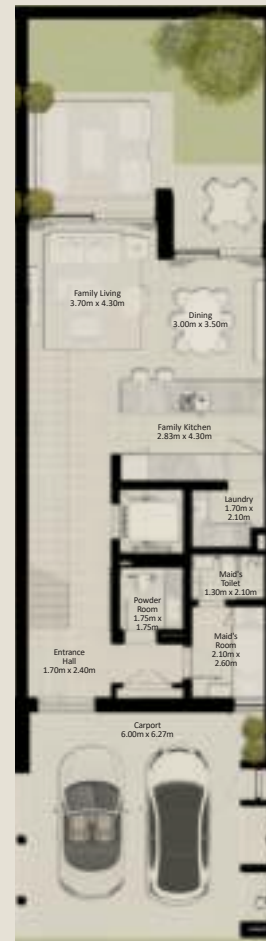 Family Living
3.70m x 4.30m
Dining
3.00m x 3.50m
Family Kitchen
2.83m x 4.30m
Laundry
1.70m x
2.10m
Maid's
Toilet
1.30m x 2.10m
Powder
Room
1.75m x
1.75m
Maid's
Room
2.10m x
2.60m
Entrance
Hall
1.70m x 2.40m
Carport
6.00m x 6.27m